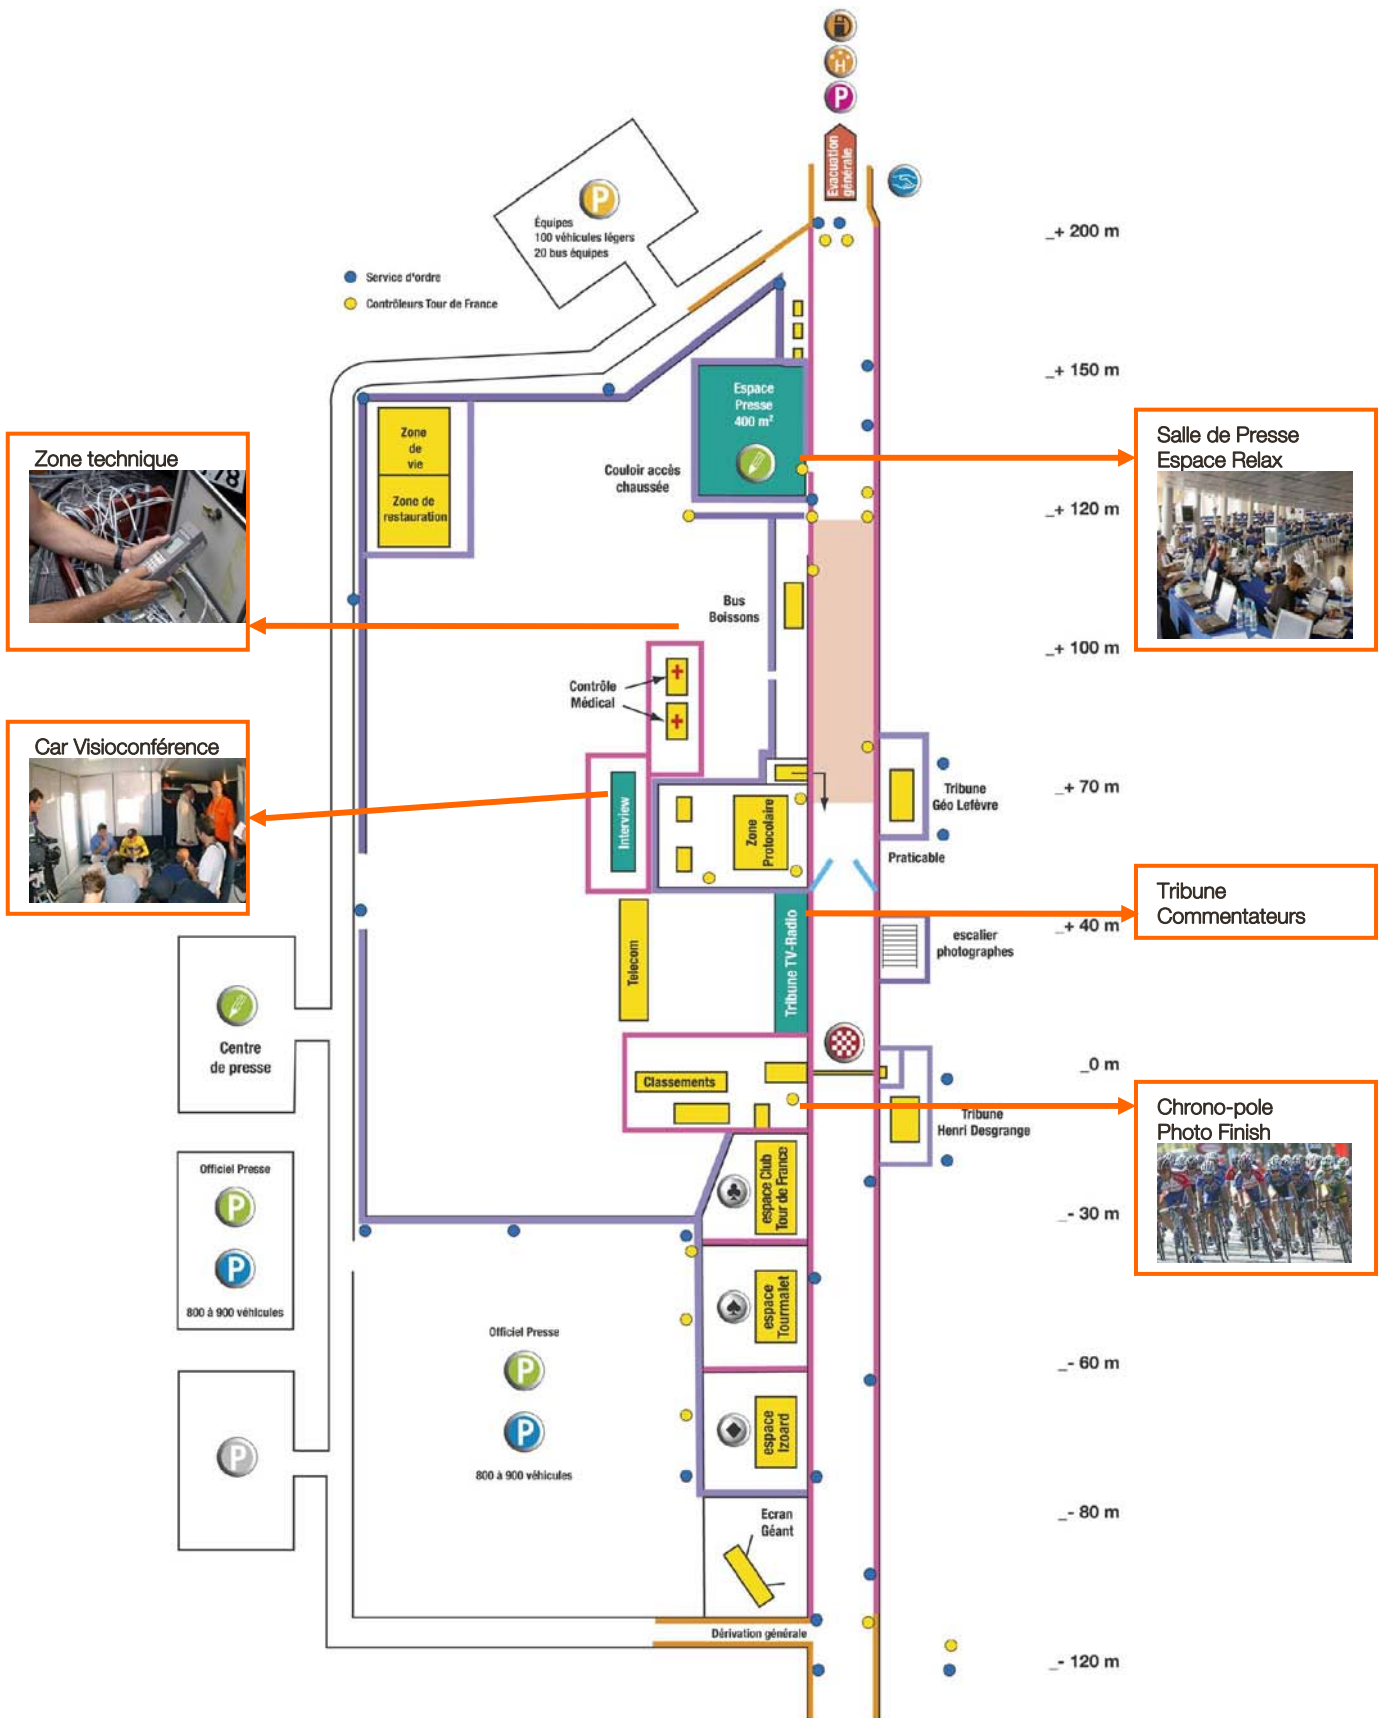 H
P
Evacuation
générale
P
Équipes
100 véhicules légers
20 bus équipes
_+ 200 m
Service d'ordre
Contrôleurs Tour de France
_+ 150 m
Espace
Presse
400 m²
Zone
de
vie
Zone de
restauration
Couloir accès
chaussée
Salle de Presse
Espace Relax
Zone technique
18
_+ 120 m
Bus
Boissons
_+ 100 m
Contrôle
Médical
Car Visioconférence
Interview
Zone
Protocolaire
Tribune
Géo Lefèvre
_+ 70 m
Praticable
Tribune
Commentateurs
Telecom
Tribune TV-Radio
escalier
photographes
_+ 40 m
Centre
de presse
_0 m
Classements
Tribune
Henri Desgrange
Chrono-pole
Photo Finish
Officiel Presse
P
P
800 à 900 véhicules
espace Club
Tour de France
_- 30 m
espace
Tourmalet
Officiel Presse
P
P
800 à 900 véhicules
_- 60 m
espace
Izoard
P
Ecran
Géant
_- 80 m
Dérivation générale
_- 120 m